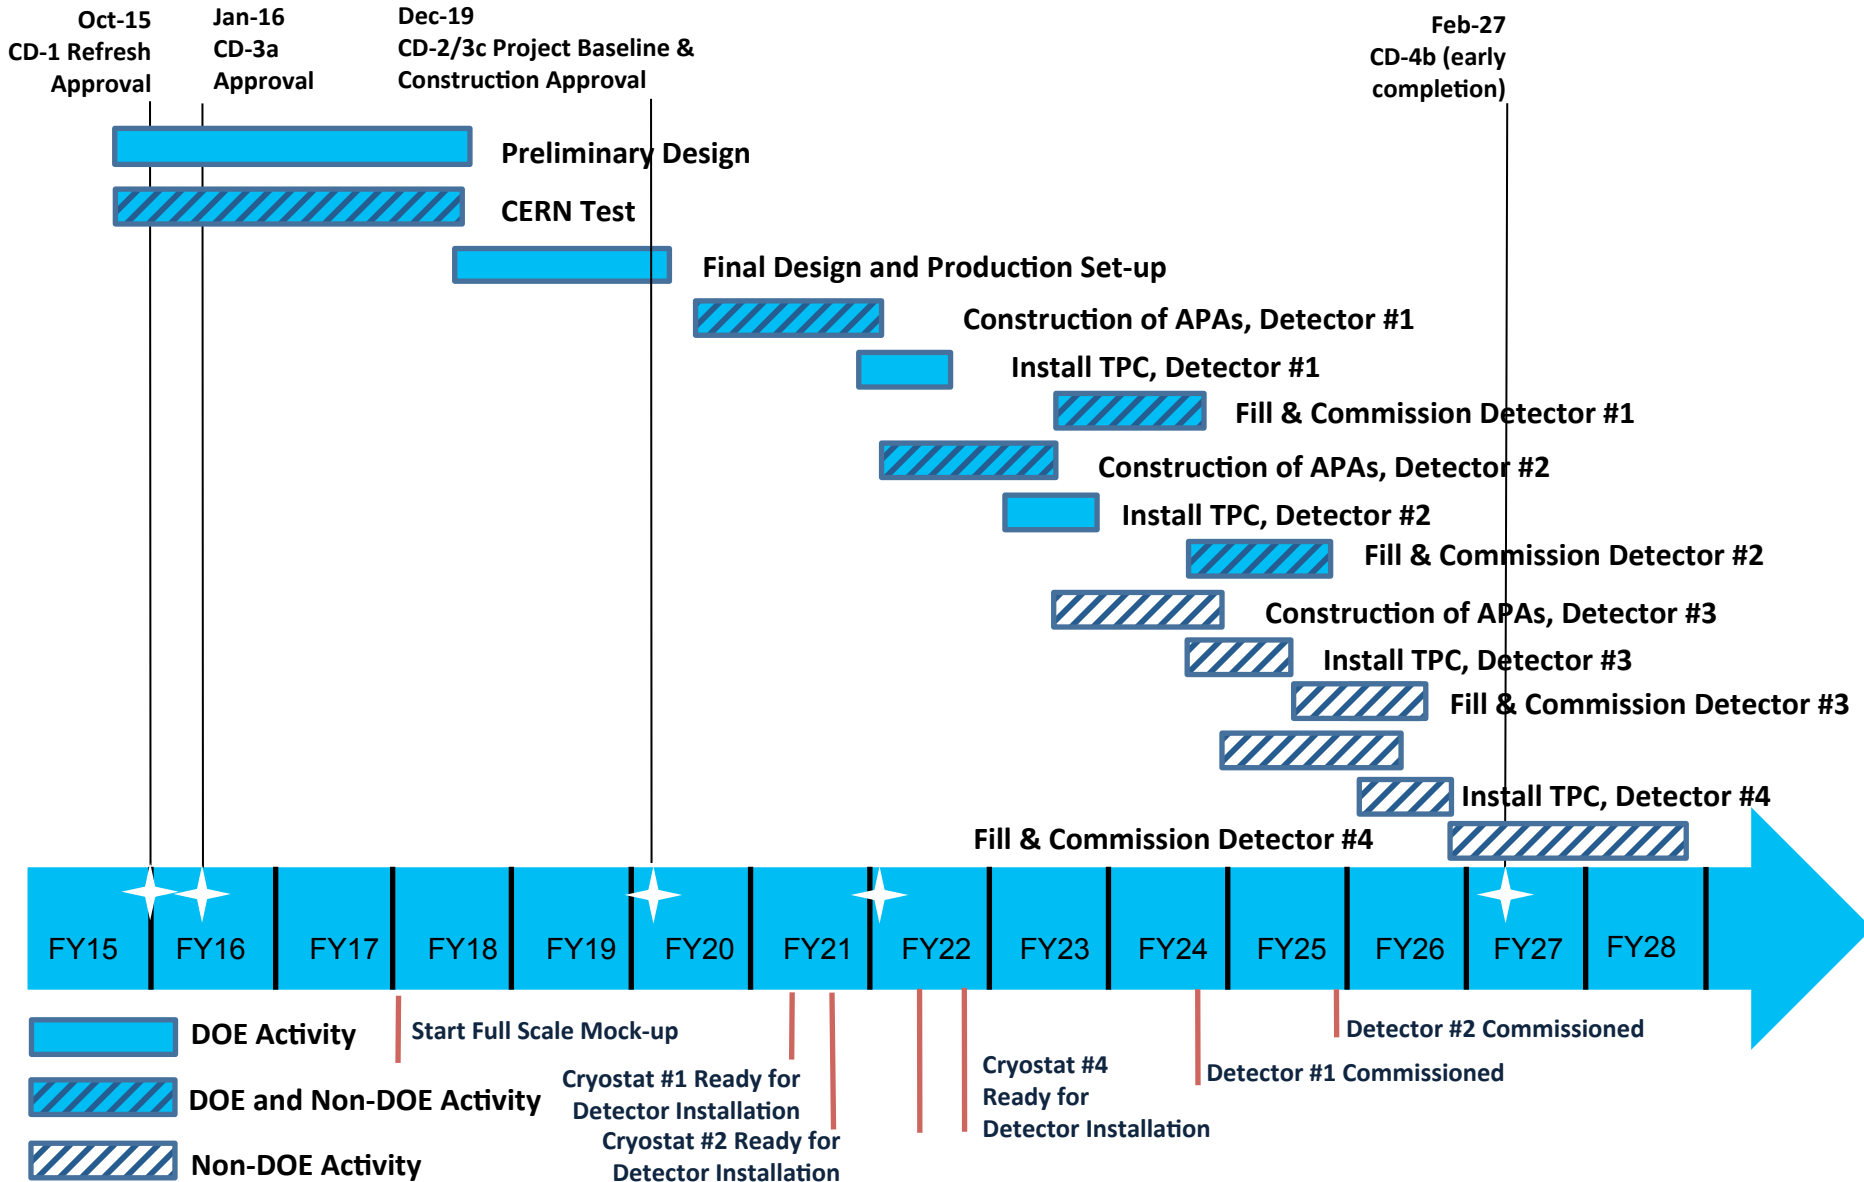 Oct-15
CD-1 Refresh
Approval
Jan-16
CD-3a
Approval
Dec-19
CD-2/3c Project Baseline &
Construction Approval
Feb-27
CD-4b (early
completion)
Preliminary Design
CERN Test
Final Design and Production Set-up
Construction of APAs, Detector #1
Install TPC, Detector #1
Fill & Commission Detector #1
Construction of APAs, Detector #2
Install TPC, Detector #2
Fill & Commission Detector #2
Construction of APAs, Detector #3
Install TPC, Detector #3
Fill & Commission Detector #3
Install TPC, Detector #4
Fill & Commission Detector #4
FY15 FY16 FY17 FY18 FY19 FY20 FY21 FY22 FY23 FY24 FY25 FY26 FY27 FY28
DOE Activity
DOE and Non-DOE Activity
Non-DOE Activity
Start Full Scale Mock-up
Cryostat #1 Ready for
Detector Installation
Cryostat #2 Ready for
Detector Installation
Cryostat #4
Ready for
Detector Installation
Detector #1 Commissioned
Detector #2 Commissioned